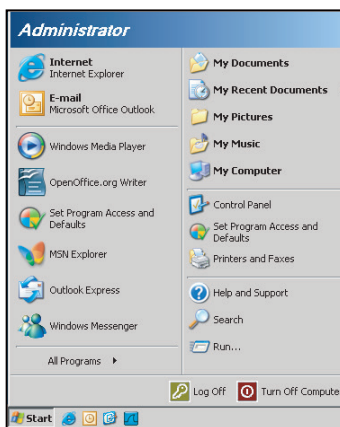 Administrator
Internet
Internet Explorer
E-mail
Microsoft Office Outlook
Windows Media Player
OpenOffice.org Writer
Set Program Access and
Defaults
MSN Explorer
Outlook Express
Windows Messenger
All Programs
My Documents
My Recent Documents
My Pictures
My Music
My Computer
Control Panel
Set Program Access and
Defaults
Printers and Faxes
Help and Support
Search
Run...
Log Off
Turn Off Compute
Start